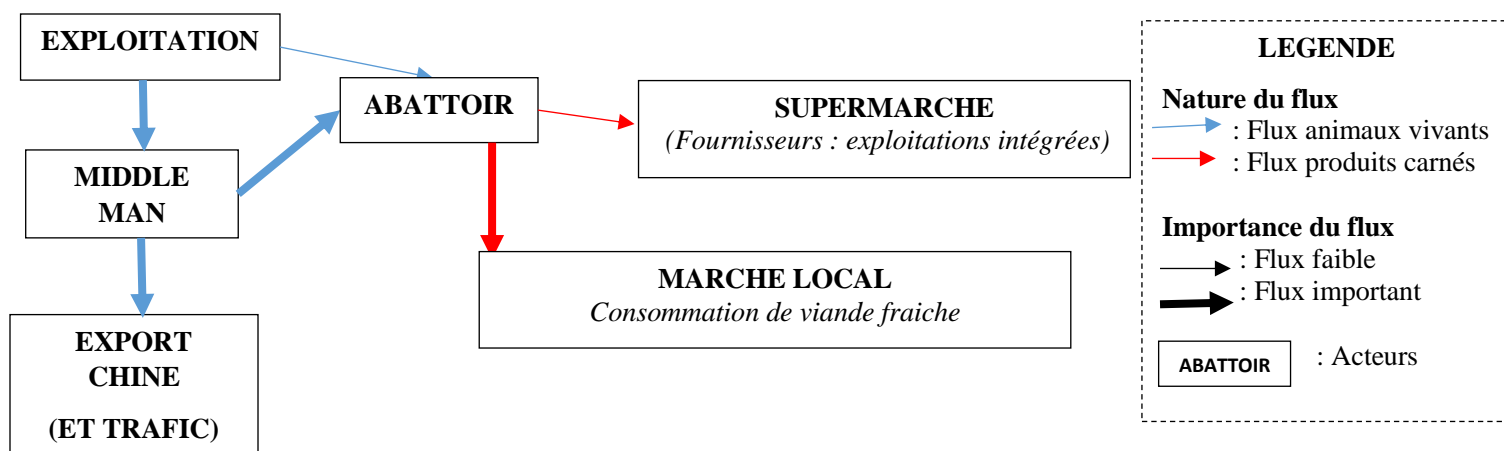 EXPLOITATION
ABATTOIR
SUPERMARCHE
(Fournisseurs : exploitations intégrées)
MIDDLE
MAN
MARCHE LOCAL
Consommation de viande fraiche
EXPORT
CHINE
(ET TRAFIC)
LEGENDE
Nature du flux
: Flux animaux vivants
: Flux produits carnés
Importance du flux
: Flux faible
: Flux important
ABATTOIR : Acteurs